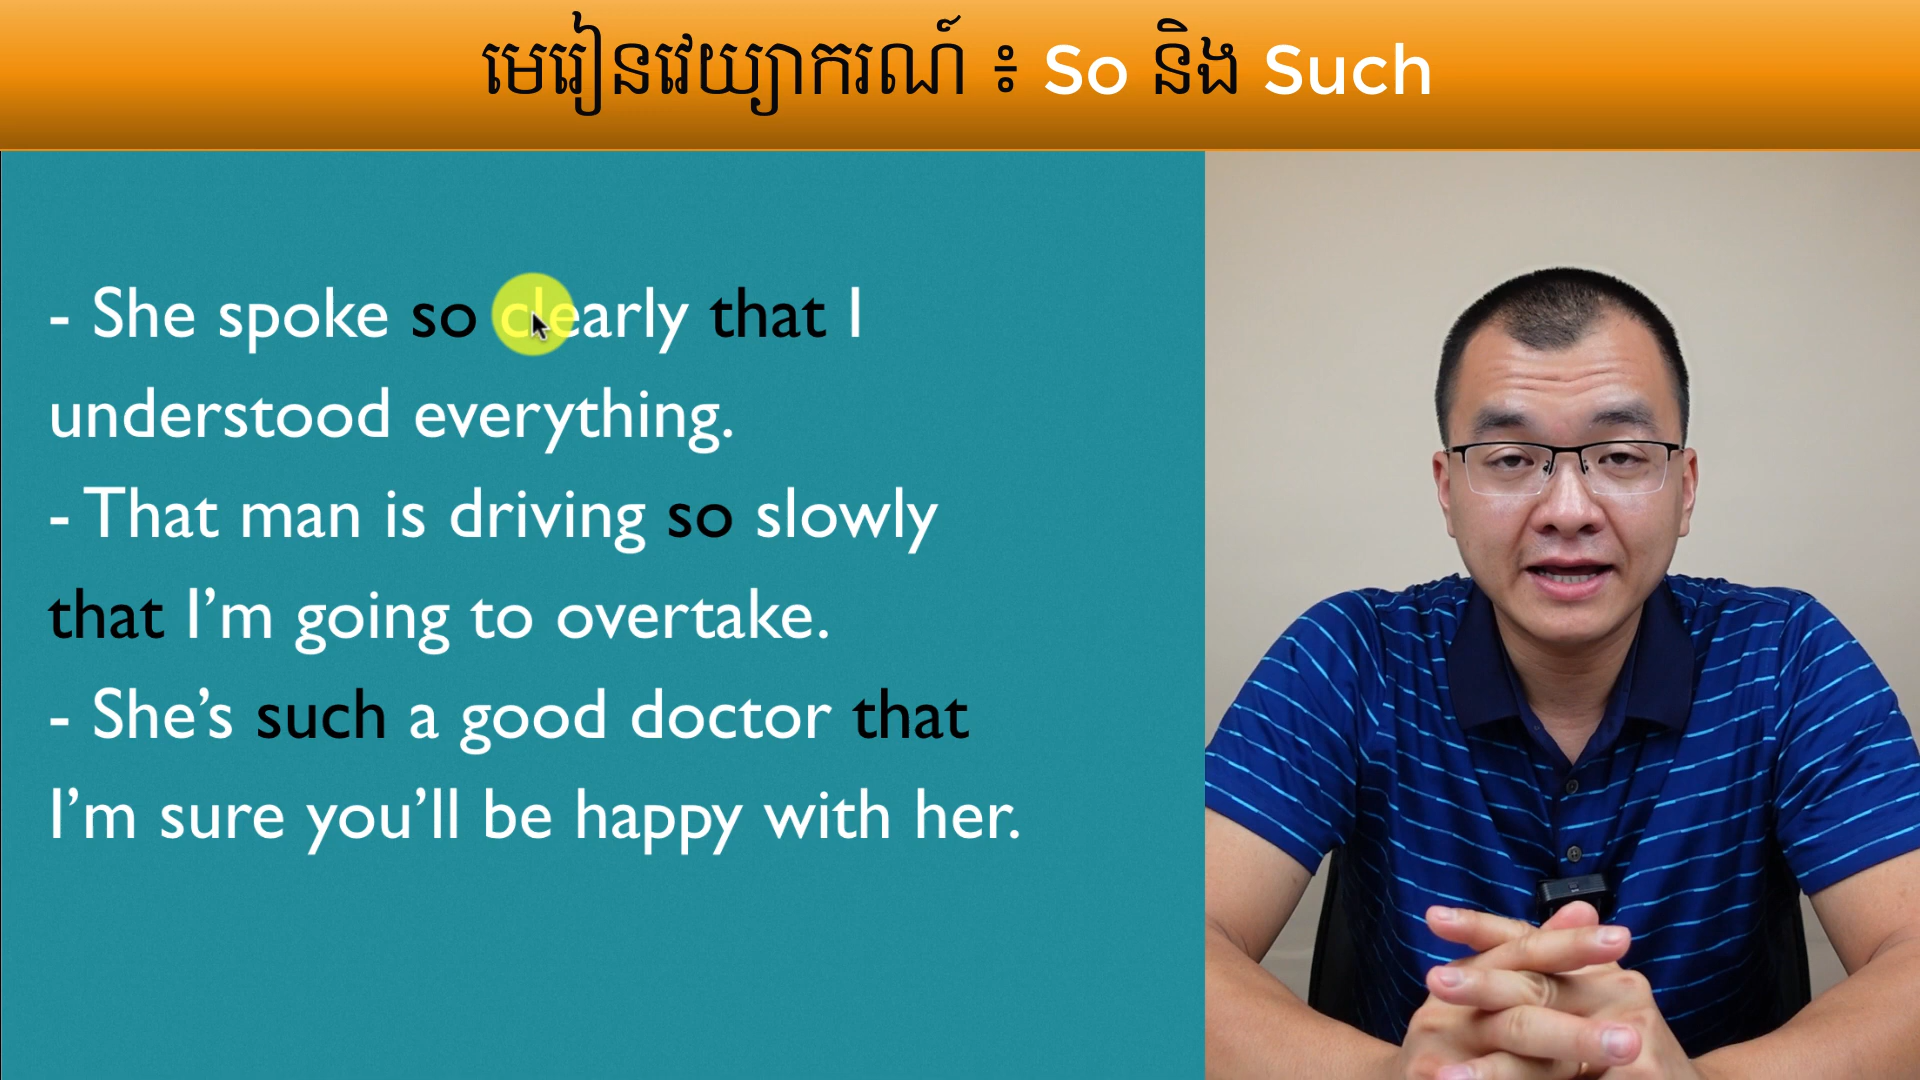 មេរៀនវេយ្យាករណ៍ ៖ So និង Such
- She spoke so clearly that I
understood everything.
- That man is driving so slowly
that I’m going to overtake.
- She’s such a good doctor that
I’m sure you’ll be happy with her.